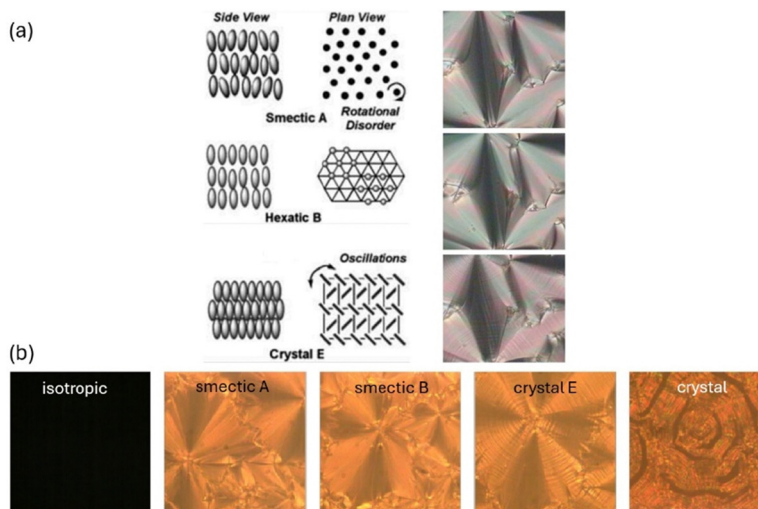 (a)
Side View
Plan View
Smectic A
Rotational
Disorder
Hexatic B
Oscillations
Crystal E
(b)
isotropic
smectic A
smectic B
crystal E
crystal